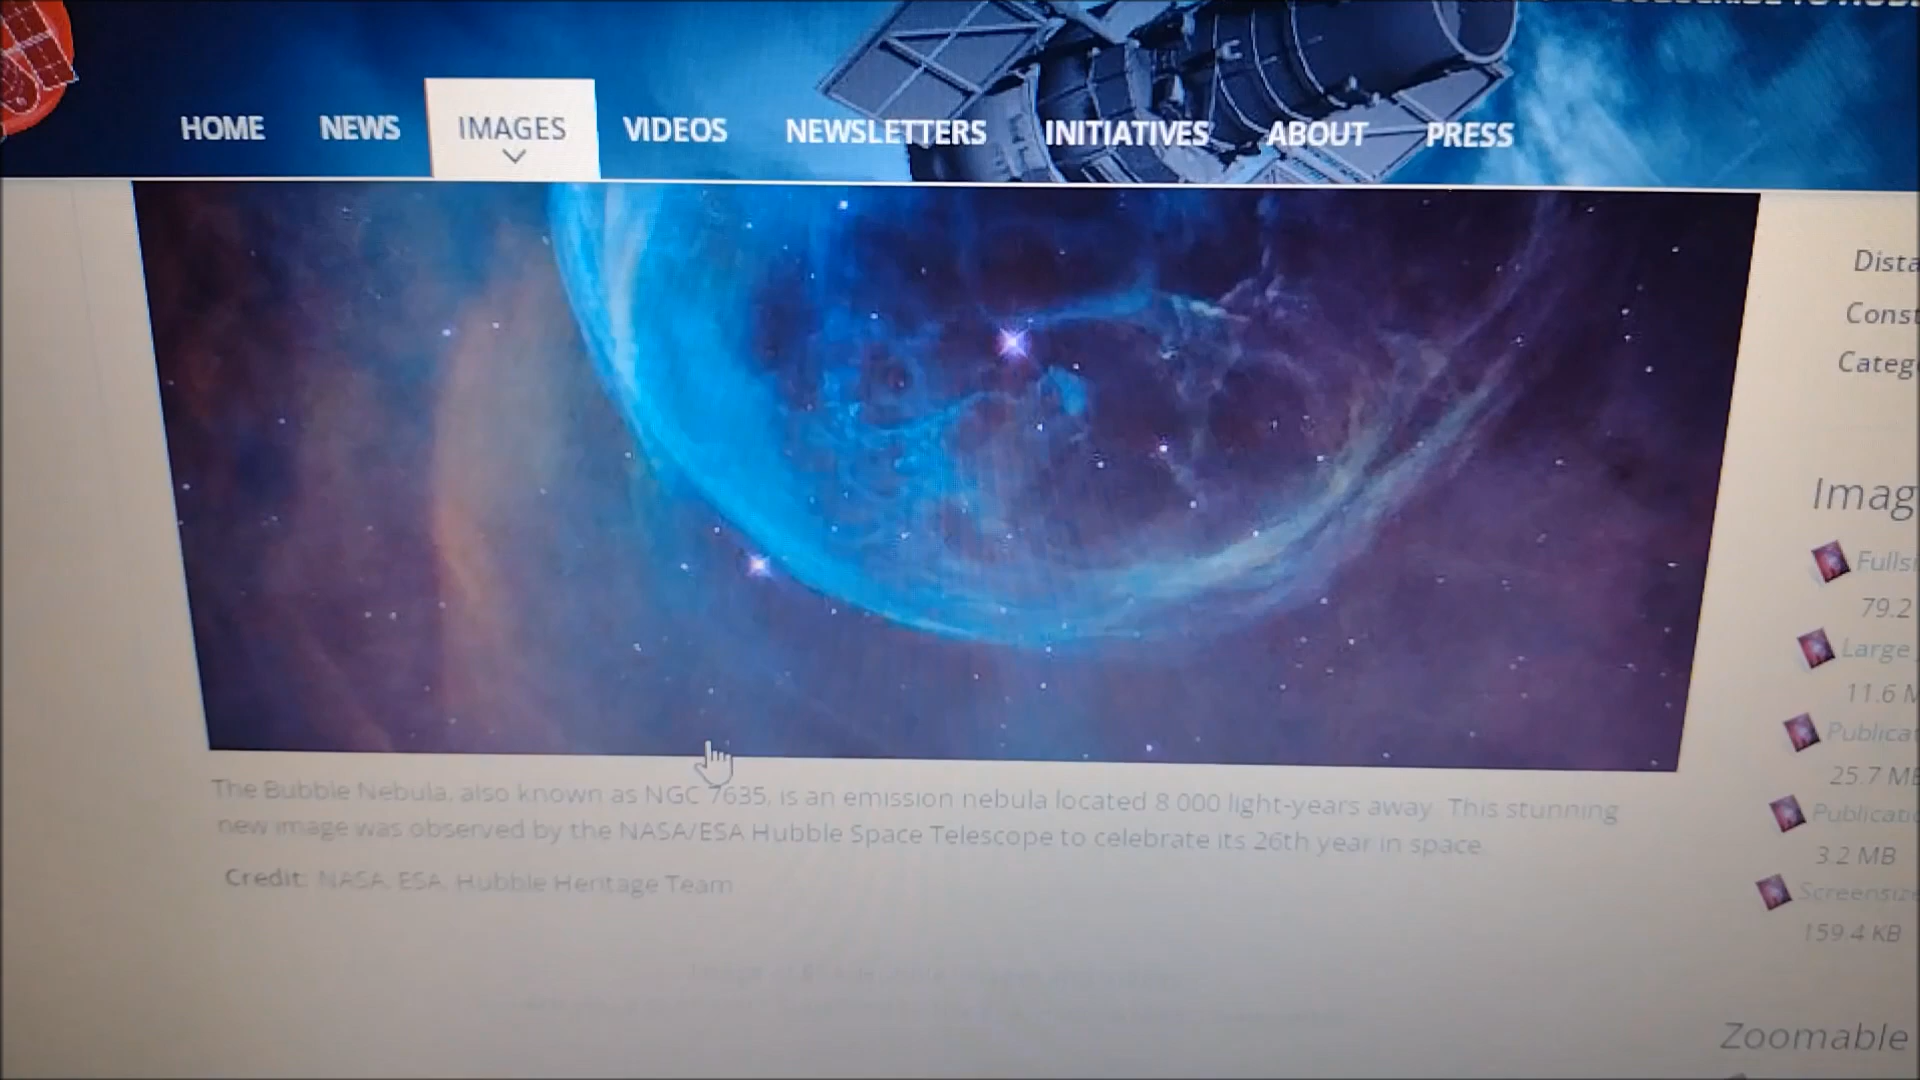 HOME NEWS IMAGES VIDEOS NEWSLETTERS INITIATIVES ABOUT PRESS
Dista
Const
Categ
Imag
Fulls
79.2
Large
11.6 M
Publicat
25.7 MB
Publicatio
3.2 MB
Screensize
159.4 KB
Zoomable
The Bubble Nebula, also known as NGC 7635, is an emission nebula located 8 000 light-years away. This stunning
new image was observed by the NASA/ESA Hubble Space Telescope to celebrate its 26th year in space.
Credit: NASA, ESA, Hubble Heritage Team